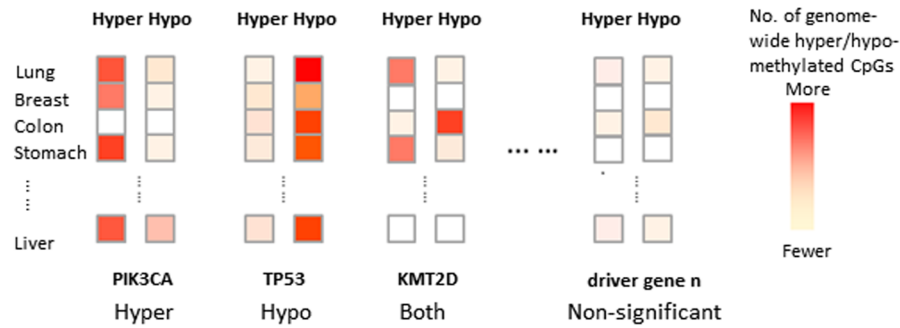 Hyper Hypo Hyper Hypo Hyper Hypo Hyper Hypo
No. of genome-
wide hyper/hypo-
methylated CpGs
More
Fewer
Lung
Breast
Colon
Stomach
... ...
Liver
PIK3CA TP53 KMT2D driver gene n
Hyper Hypo Both Non-significant